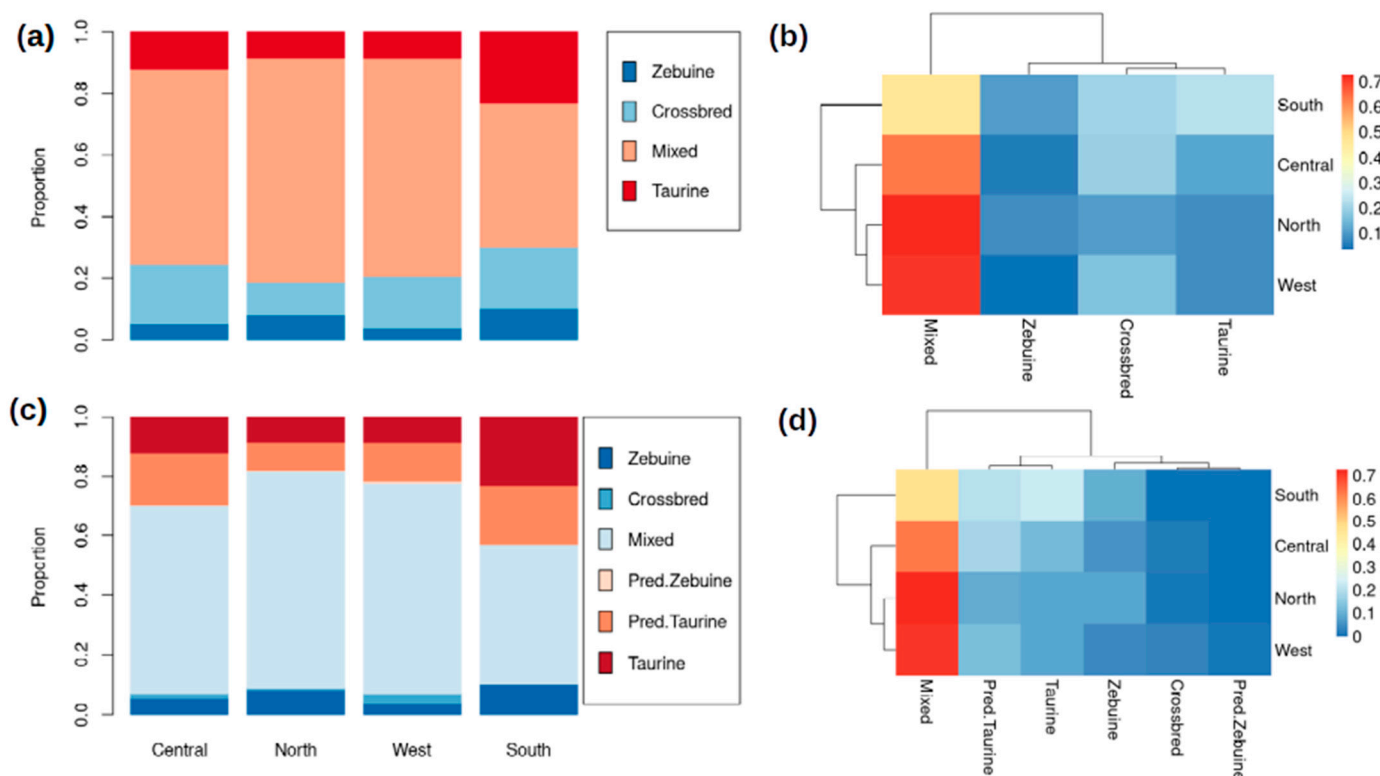 (a)
Proportion
0.0
0.2
0.4
0.6
0.8
1.0
Zebuine
Crossbred
Mixed
Taurine
(b)
South
Central
North
West
Mixed
Zebuine
Crossbred
Taurine
0.7
0.6
0.5
0.4
0.3
0.2
0.1
(c)
Proportion
0.0
0.2
0.4
0.6
0.8
1.0
Central
North
West
South
Zebuine
Crossbred
Mixed
Pred.Zebuine
Pred.Taurine
Taurine
(d)
South
Central
North
West
Mixed
Pred.Taurine
Taurine
Zebuine
Crossbred
Pred.Zebuine
0.7
0.6
0.5
0.4
0.3
0.2
0.1
0